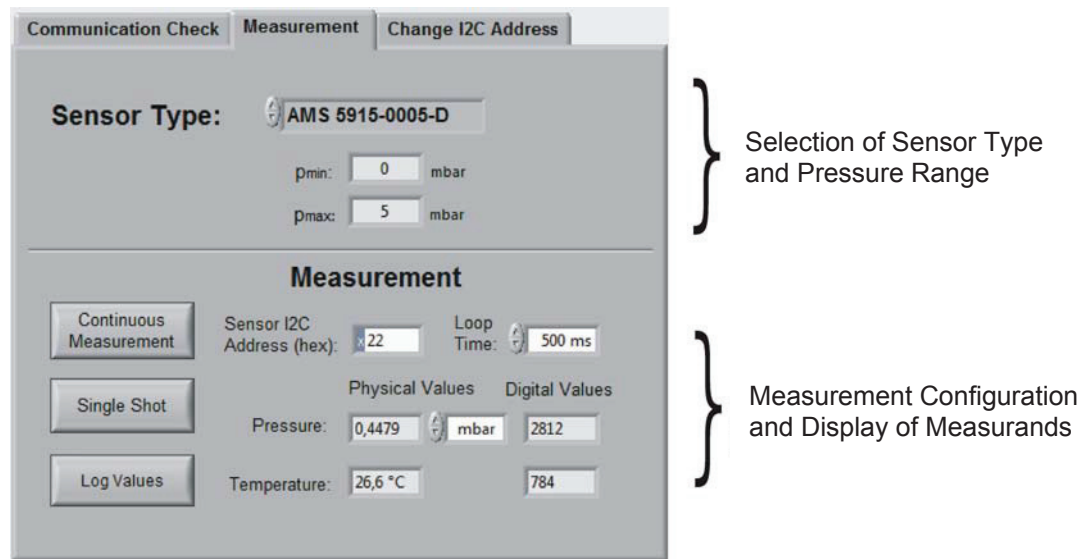 Communication Check Measurement Change I2C Address
Sensor Type: AMS 5915-0005-D
pmin: 0 mbar
pmax: 5 mbar
Selection of Sensor Type
and Pressure Range
Measurement
Continuous
Measurement
Sensor I2C
Address (hex): x22
Loop
Time: 500 ms
Single Shot
Physical Values Digital Values
Pressure: 0,4479 mbar 2812
Log Values
Temperature: 26,6 °C 784
Measurement Configuration
and Display of Measurands